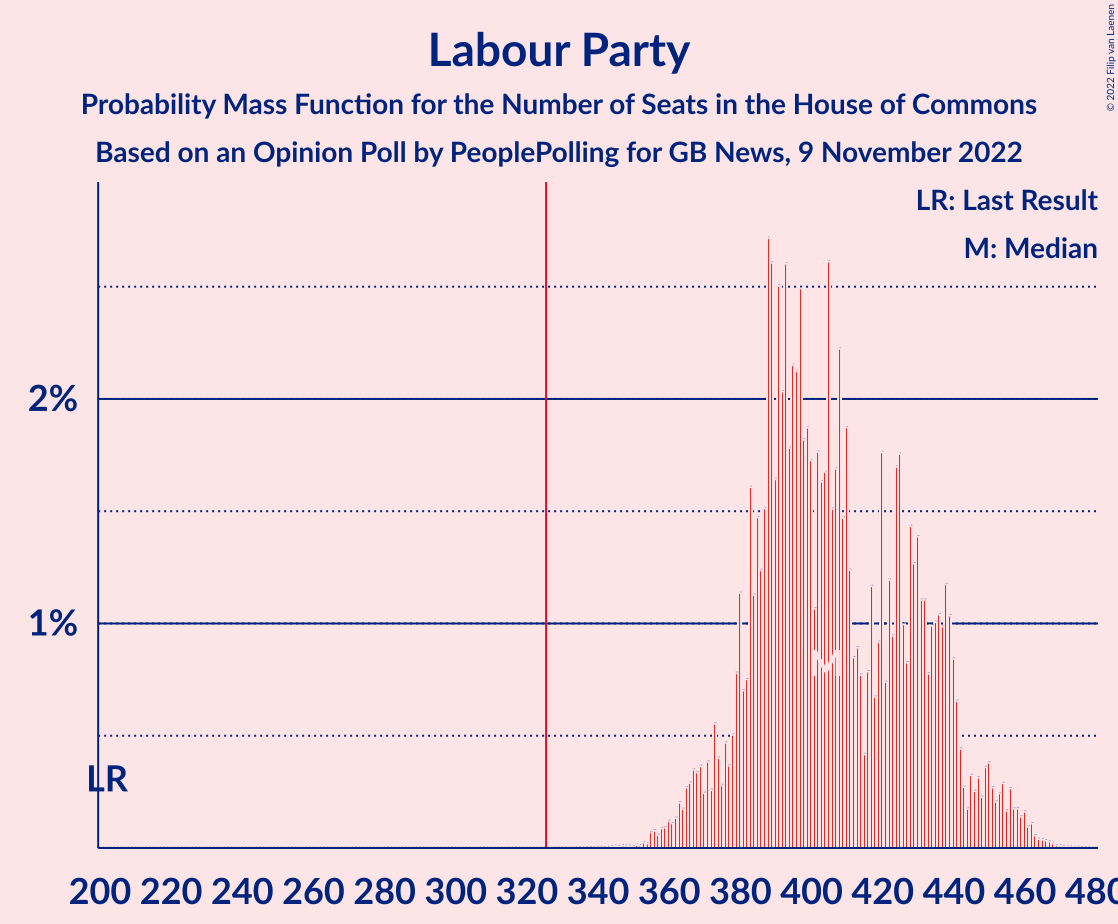 Labour Party
Probability Mass Function for the Number of Seats in the House of Commons
Based on an Opinion Poll by PeoplePolling for GB News, 9 November 2022
© 2022 Filip van Laenen
LR: Last Result
M: Median
2%
1%
LR
M
200 220 240 260 280 300 320 340 360 380 400 420 440 460 480